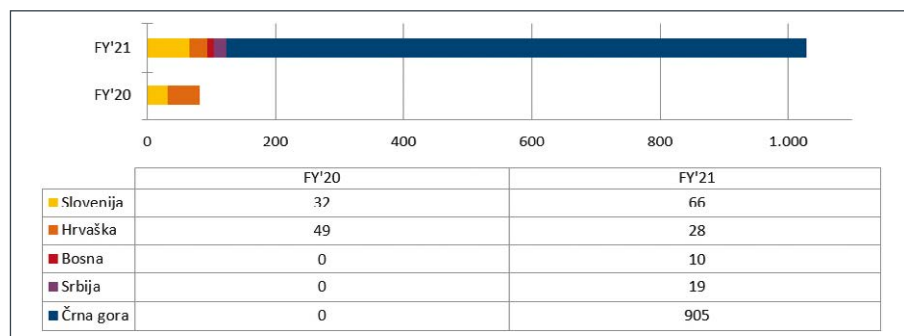 FY'21
FY'20
0 200 400 600 800 1.000
FY'20 FY'21
Slovenija 32 66
Hrvaška 49 28
Bosna 0 10
Srbija 0 19
Črna gora 0 905